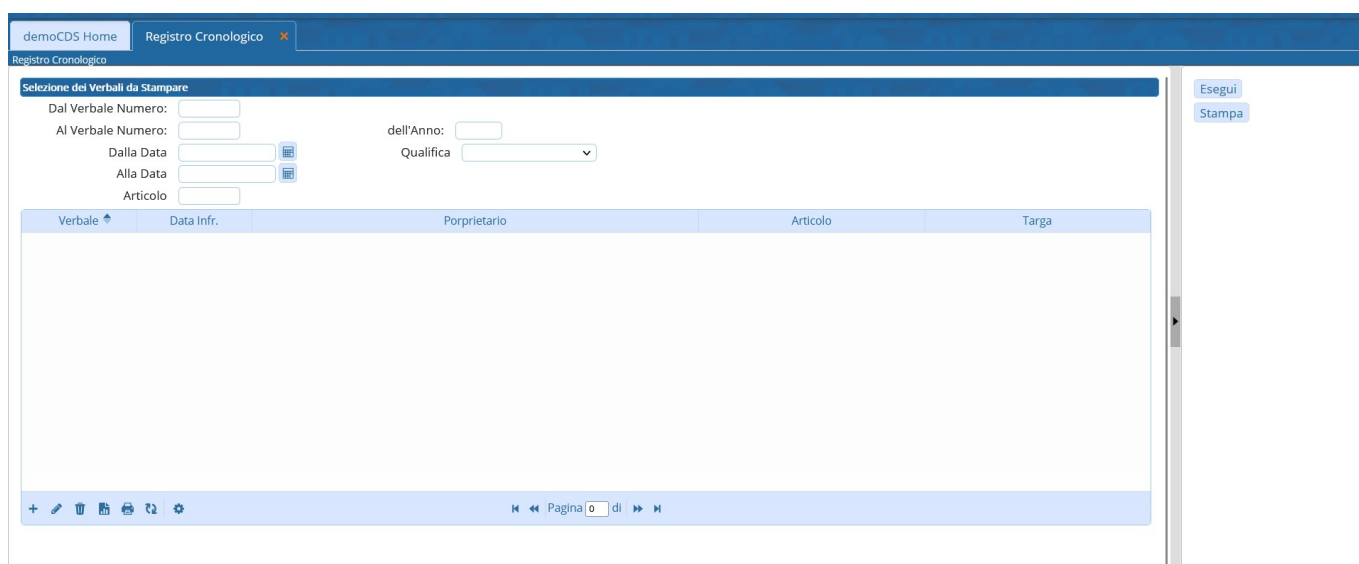 demoCDS Home Registro Cronologico ×
Registro Cronologico
Selezione dei Verbali da Stampare
Esegui
Dal Verbale Numero:
Stampa
Al Verbale Numero: dell'Anno:
Dalla Data Qualifica
Alla Data
Articolo
Verbale Data Infr. Porprietario Articolo Targa
Pagina 0 di